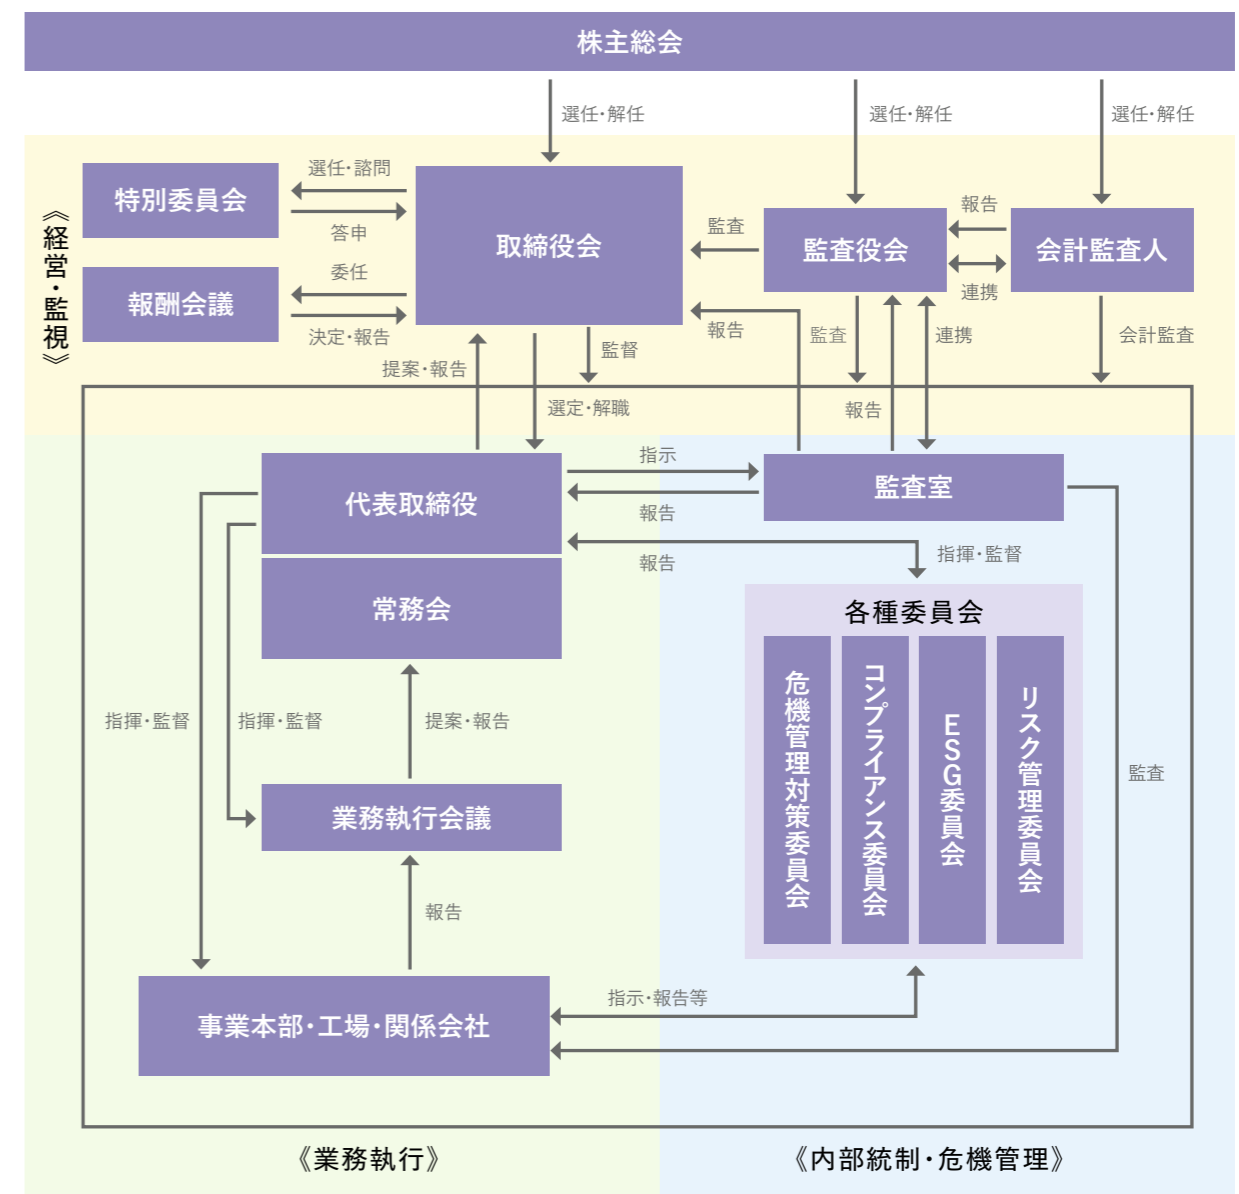 株主総会
選任・解任
選任・解任
選任・解任
《経営・監視》
特別委員会
選任・諮問
答申
報酬会議
委任
決定・報告
取締役会
監査
監査役会
報告
連携
会計監査人
提案・報告
監督
選定・解職
報告
監査
報告
連携
会計監査
代表取締役
常務会
指示
報告
監査室
報告
指揮・監督
各種委員会
危機管理対策委員会
コンプライアンス委員会
ESG委員会
リスク管理委員会
指揮・監督
指揮・監督
提案・報告
監査
業務執行会議
報告
事業本部・工場・関係会社
指示・報告等
《業務執行》
《内部統制・危機管理》